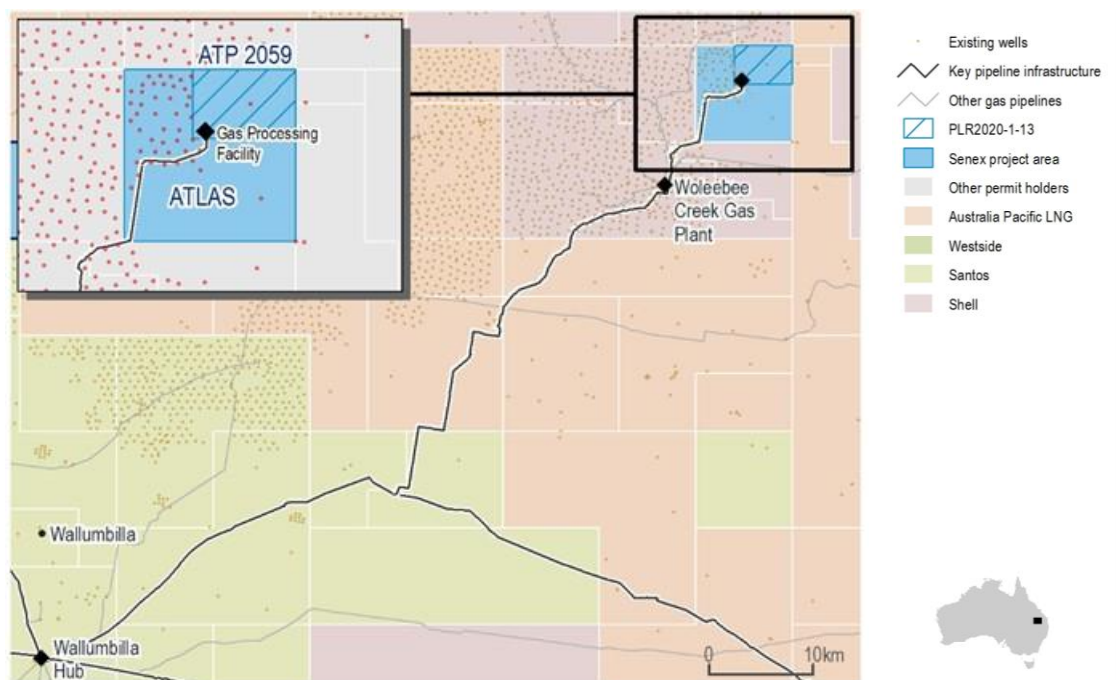 ATP 2059
Gas Processing
Facility
ATLAS
Woleebee
Creek Gas
Plant
Wallumbilla
Wallumbilla
Hub
0 10km
Existing wells
Key pipeline infrastructure
Other gas pipelines
PLR2020-1-13
Senex project area
Other permit holders
Australia Pacific LNG
Westside
Santos
Shell